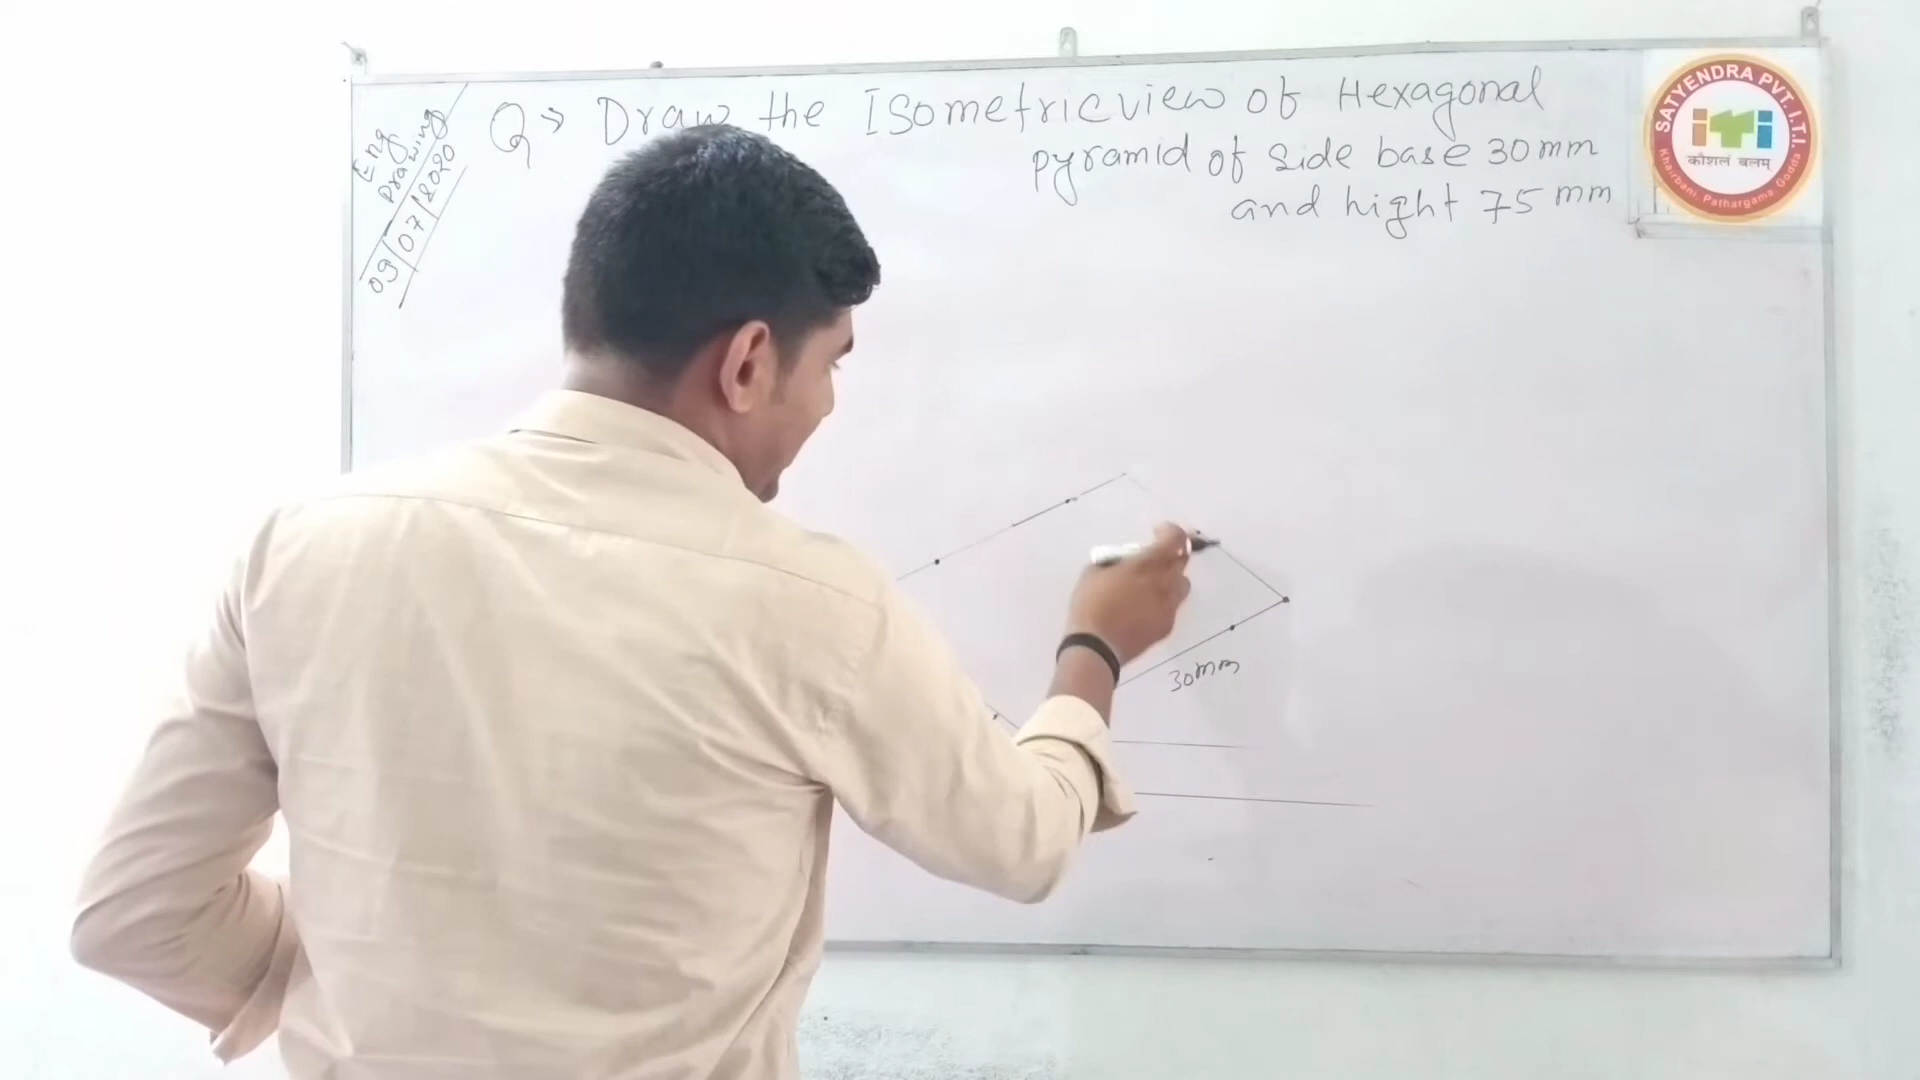 Eng
Drawing
09/07/2020
Q⇒ Draw the Isometric view of Hexagonal
pyramid of side base 30mm
and hight 75 mm
SATYENDRA PVT. I.T.I.
iTi
कौशलं बलम्
Khairbani, Pathargama, Godda
30mm